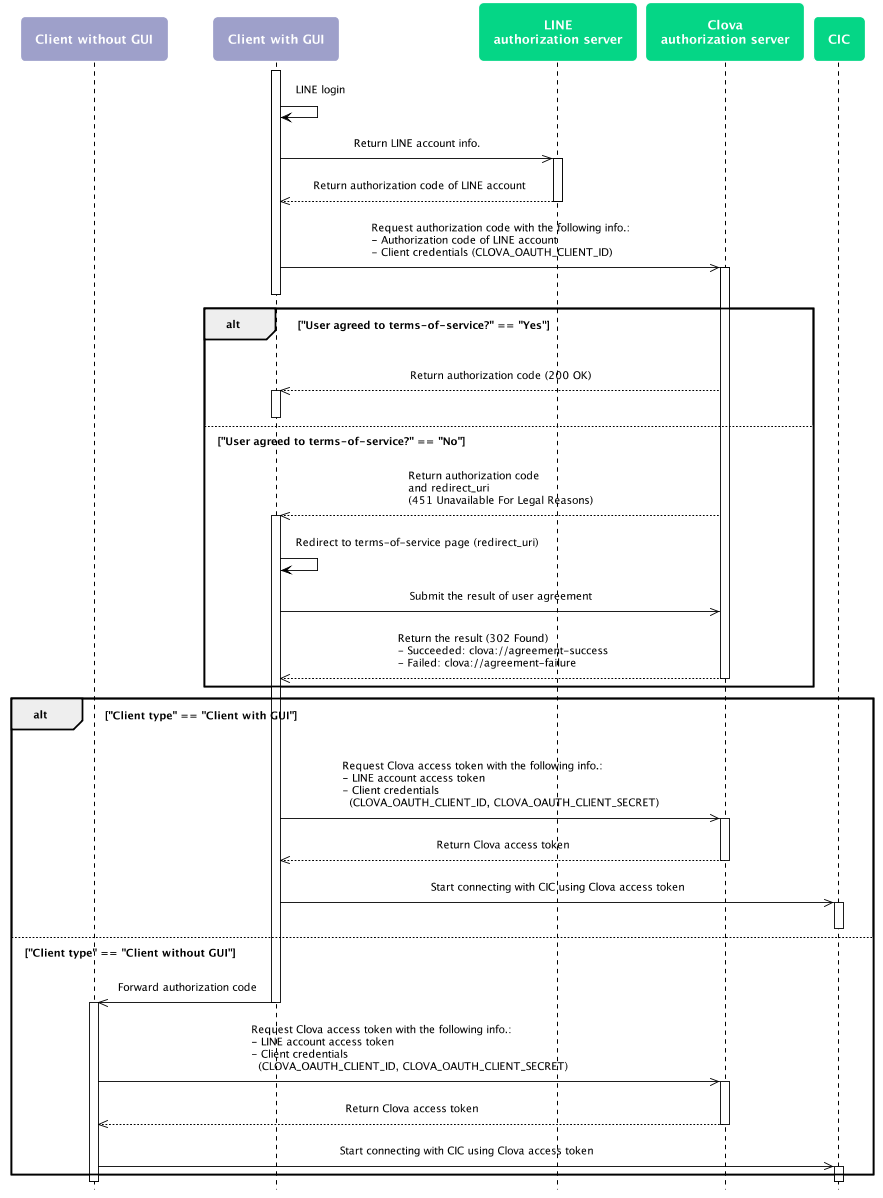 Client without GUI
Client with GUI
LINE
authorization server
Clova
authorization server
CIC
LINE login
Return LINE account info.
Return authorization code of LINE account
Request authorization code with the following info.:
- Authorization code of LINE account
- Client credentials (CLOVA_OAUTH_CLIENT_ID)
alt
["User agreed to terms-of-service?" == "Yes"]
Return authorization code (200 OK)
["User agreed to terms-of-service?" == "No"]
Return authorization code
and redirect_uri
(451 Unavailable For Legal Reasons)
Redirect to terms-of-service page (redirect_uri)
Submit the result of user agreement
Return the result (302 Found)
- Succeeded: clova://agreement-success
- Failed: clova://agreement-failure
alt
["Client type" == "Client with GUI"]
Request Clova access token with the following info.:
- LINE account access token
- Client credentials
(CLOVA_OAUTH_CLIENT_ID, CLOVA_OAUTH_CLIENT_SECRET)
Return Clova access token
Start connecting with CIC using Clova access token
["Client type" == "Client without GUI"]
Forward authorization code
Request Clova access token with the following info.:
- LINE account access token
- Client credentials
(CLOVA_OAUTH_CLIENT_ID, CLOVA_OAUTH_CLIENT_SECRET)
Return Clova access token
Start connecting with CIC using Clova access token